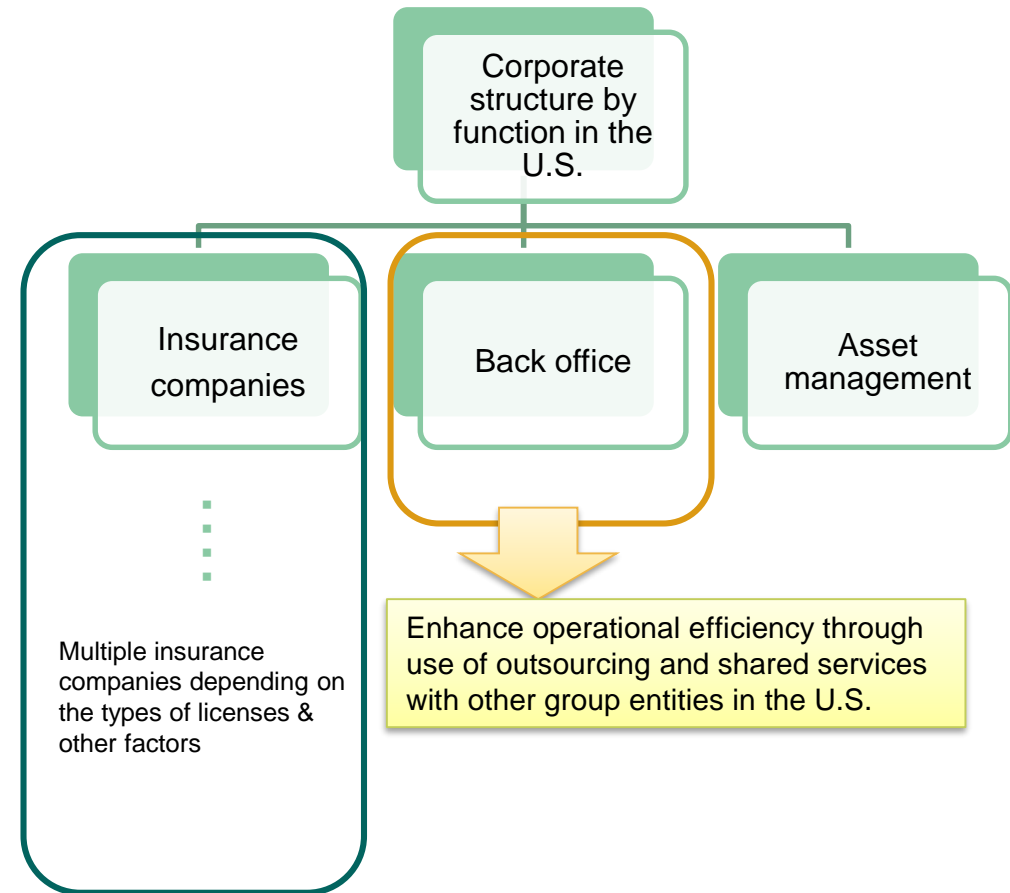 Corporate
structure by
function in the
U.S.
Insurance
companies
Back office
Asset
management
Multiple insurance
companies depending on
the types of licenses &
other factors
Enhance operational efficiency through
use of outsourcing and shared services
with other group entities in the U.S.